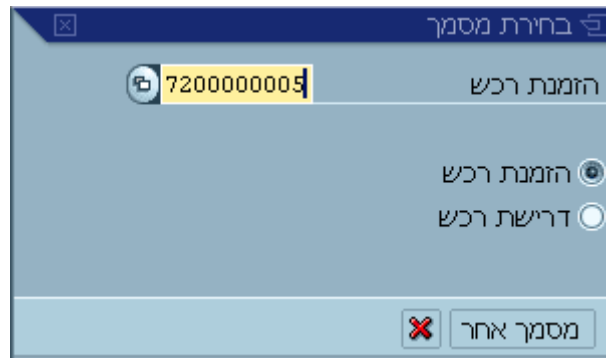 בחירת מסמך
הזמנת רכש 7200000005
הזמנת רכש
דרישת רכש
מסמך אחר